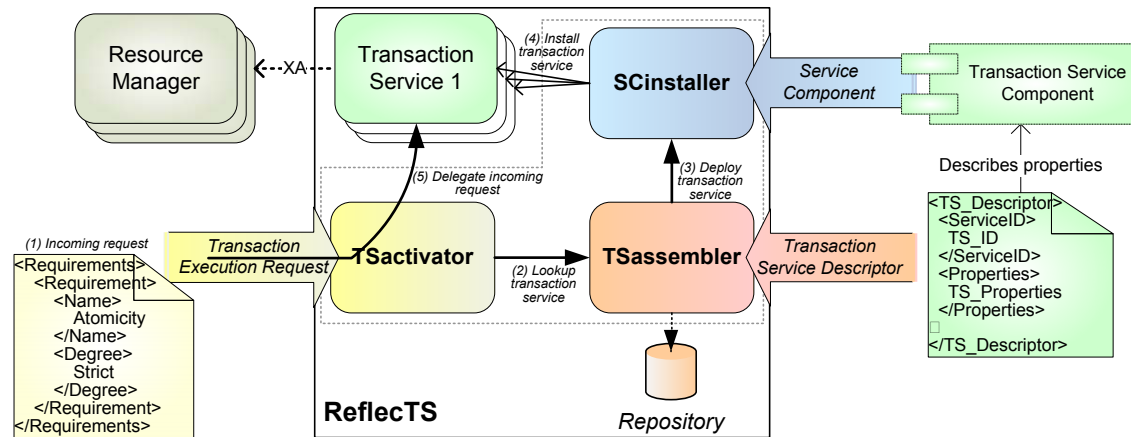 Resource
Manager
XA
Transaction
Service 1
(4) Install
transaction
service
SCinstaller
Service
Component
Transaction Service
Component
Describes properties
(5) Delegate incoming
request
(3) Deploy
transaction
service
(1) Incoming request
<Requirements>
<Requirement>
<Name>
Atomicity
</Name>
<Degree>
Strict
</Degree>
</Requirement>
</Requirements>
Transaction
Execution Request
TSactivator
(2) Lookup
transaction
service
TSassembler
Transaction
Service Descriptor
<TS_Descriptor>
<ServiceID>
TS_ID
</ServiceID>
<Properties>
TS_Properties
</Properties>
</TS_Descriptor>
ReflecTS
Repository